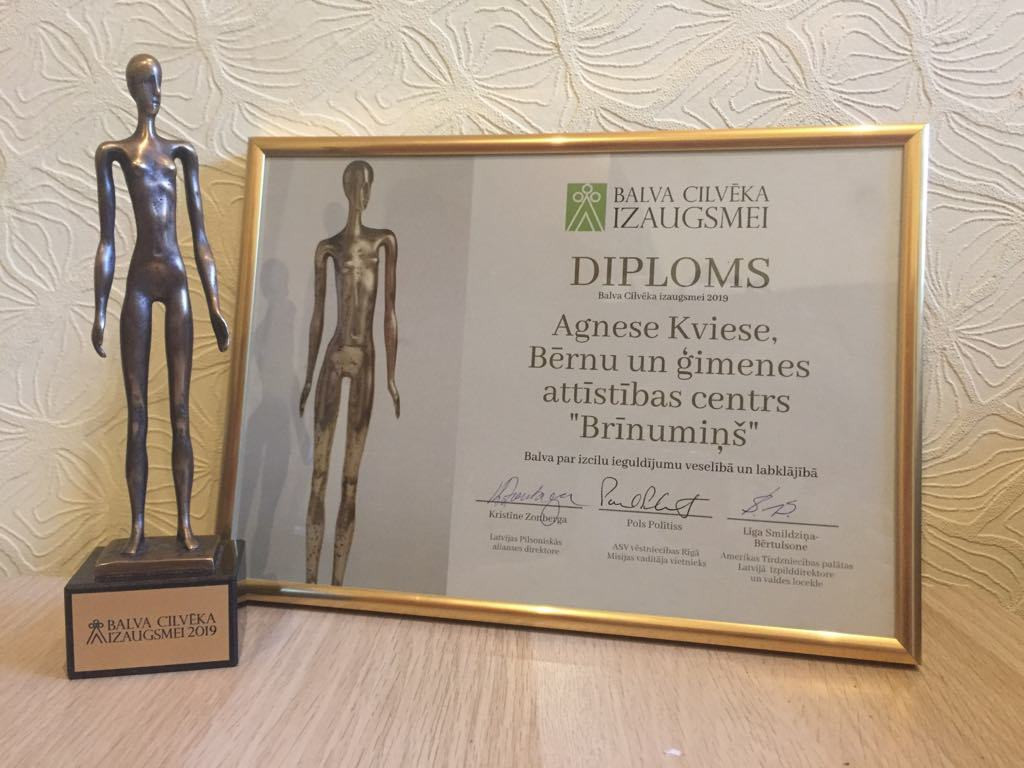 BALVA CILVĒKA
IZAUGSMEI
DIPLOMS
Balva Cilvēka izaugsmei 2019
Agnese Kviese,
Bērnu un ģimenes
attīstības centrs
"Brīnumiņš"
Balva par izcilu ieguldījumu veselībā un labklājībā
Kristīne Zonberga
Latvijas Pilsoniskās
alianses direktore
Pols Politiss
ASV vēstniecības Rīgā
Misijas vadītāja vietnieks
Līga Smildziņa-
Bērtulsone
Amerikas Tirdzniecības palātas
Latvijā Izpilddirektore
un valdes locekle
BALVA CILVĒKA
IZAUGSMEI 2019